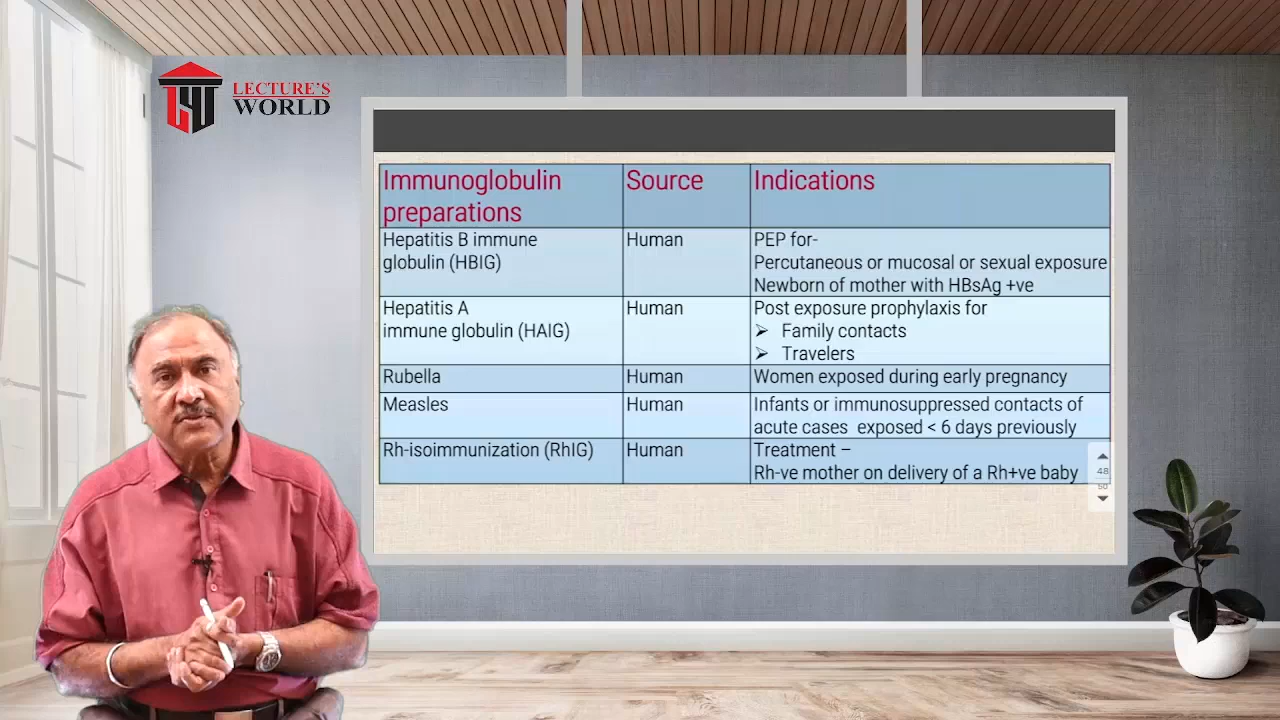 LECTURE'S
WORLD
Immunoglobulin preparations
Source
Indications
Hepatitis B immune
globulin (HBIG)
Human
PEP for-
Percutaneous or mucosal or sexual exposure
Newborn of mother with HBsAg +ve
Hepatitis A
immune globulin (HAIG)
Human
Post exposure prophylaxis for
➢ Family contacts
➢ Travelers
Rubella
Human
Women exposed during early pregnancy
Measles
Human
Infants or immunosuppressed contacts of
acute cases exposed < 6 days previously
Rh-isoimmunization (RhIG)
Human
Treatment –
Rh-ve mother on delivery of a Rh+ve baby
48
50